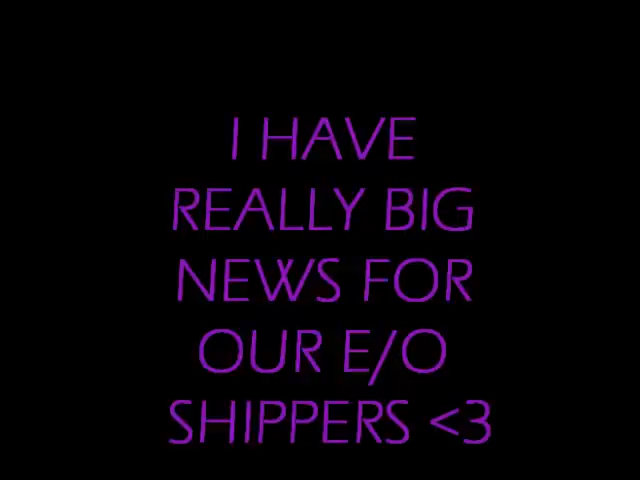 I HAVE
REALLY BIG
NEWS FOR
OUR E/O
SHIPPERS <3